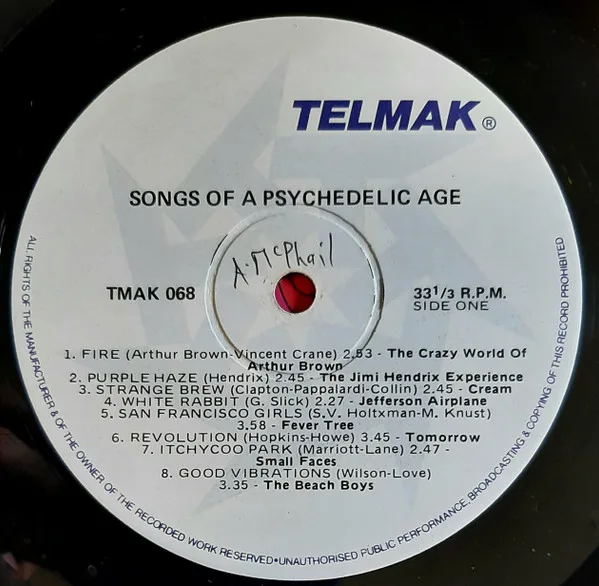 TELMAK®
SONGS OF A PSYCHEDELIC AGE
A. McPhail
TMAK 068
33 1/3 R.P.M.
SIDE ONE
1. FIRE (Arthur Brown-Vincent Crane) 2.53 - The Crazy World Of
Arthur Brown
2. PURPLE HAZE (Hendrix) 2.45 - The Jimi Hendrix Experience
3. STRANGE BREW (Clapton-Pappalardi-Collin) 2.45 - Cream
4. WHITE RABBIT (G. Slick) 2.27 - Jefferson Airplane
5. SAN FRANCISCO GIRLS (S.V. Holtxman-M. Knust)
3.58 - Fever Tree
6. REVOLUTION (Hopkins-Howe) 3.45 - Tomorrow
7. ITCHYCOO PARK (Marriott-Lane) 2.47 -
Small Faces
8. GOOD VIBRATIONS (Wilson-Love)
3.35 - The Beach Boys
ALL RIGHTS OF THE MANUFACTURER & OF THE OWNER OF THE RECORDED WORK RESERVED•UNAUTHORISED PUBLIC PERFORMANCE, BROADCASTING & COPYING OF THIS RECORD PROHIBITED